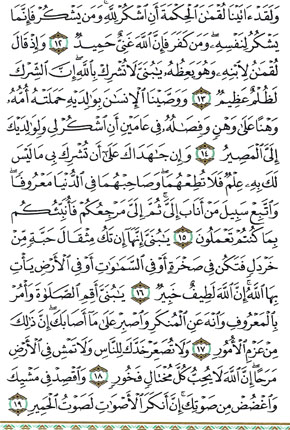 وَلَقَدْ ءَاتَيْنَا لُقْمَٰنَ ٱلْحِكْمَةَ أَنِ ٱشْكُرْ لِلَّهِ ۚ وَمَن يَشْكُرْ فَإِنَّمَا
يَشْكُرُ لِنَفْسِهِۦ ۖ وَمَن كَفَرَ فَإِنَّ ٱللَّهَ غَنِىٌّ حَمِيدٌ ١٢ وَإِذْ قَالَ
لُقْمَٰنُ لِٱبْنِهِۦ وَهُوَ يَعِظُهُۥ يَٰبُنَىَّ لَا تُشْرِكْ بِٱللَّهِ ۖ إِنَّ ٱلشِّرْكَ
لَظُلْمٌ عَظِيمٌ ١٣ وَوَصَّيْنَا ٱلْإِنسَٰنَ بِوَٰلِدَيْهِ حَمَلَتْهُ أُمُّهُۥ
وَهْنًا عَلَىٰ وَهْنٍ وَفِصَٰلُهُۥ فِى عَامَيْنِ أَنِ ٱشْكُرْ لِى وَلِوَٰلِدَيْكَ
إِلَىَّ ٱلْمَصِيرُ ١٤ وَإِن جَٰهَدَاكَ عَلَىٰٓ أَن تُشْرِكَ بِى مَا لَيْسَ
لَكَ بِهِۦ عِلْمٌ فَلَا تُطِعْهُمَا ۖ وَصَاحِبْهُمَا فِى ٱلدُّنْيَا مَعْرُوفًا ۖ
وَٱتَّبِعْ سَبِيلَ مَنْ أَنَابَ إِلَىَّ ۚ ثُمَّ إِلَىَّ مَرْجِعُكُمْ فَأُنَبِّئُكُم
بِمَا كُنتُمْ تَعْمَلُونَ ١٥ يَٰبُنَىَّ إِنَّهَآ إِن تَكُ مِثْقَالَ حَبَّةٍ مِّنْ
خَرْدَلٍ فَتَكُن فِى صَخْرَةٍ أَوْ فِى ٱلسَّمَٰوَٰتِ أَوْ فِى ٱلْأَرْضِ يَأْتِ
بِهَا ٱللَّهُ ۚ إِنَّ ٱللَّهَ لَطِيفٌ خَبِيرٌ ١٦ يَٰبُنَىَّ أَقِمِ ٱلصَّلَوٰةَ وَأْمُرْ
بِٱلْمَعْرُوفِ وَٱنْهَ عَنِ ٱلْمُنكَرِ وَٱصْبِرْ عَلَىٰ مَآ أَصَابَكَ ۖ إِنَّ ذَٰلِكَ
مِنْ عَزْمِ ٱلْأُمُورِ ١٧ وَلَا تُصَعِّرْ خَدَّكَ لِلنَّاسِ وَلَا تَمْشِ فِى ٱلْأَرْضِ
مَرَحًا ۖ إِنَّ ٱللَّهَ لَا يُحِبُّ كُلَّ مُخْتَالٍ فَخُورٍ ١٨ وَٱقْصِدْ فِى مَشْيِكَ
وَٱغْضُضْ مِن صَوْتِكَ ۚ إِنَّ أَنكَرَ ٱلْأَصْوَٰتِ لَصَوْتُ ٱلْحَمِيرِ ١٩